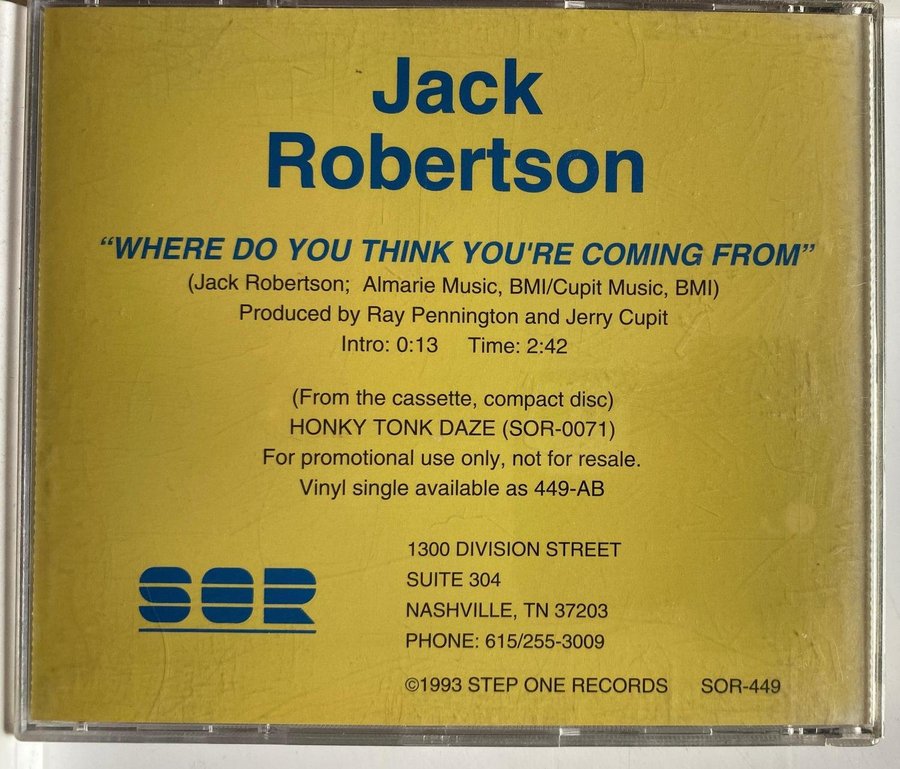 Jack
Robertson
“WHERE DO YOU THINK YOU'RE COMING FROM”
(Jack Robertson; Almarie Music, BMI/Cupit Music, BMI)
Produced by Ray Pennington and Jerry Cupit
Intro: 0:13 Time: 2:42
(From the cassette, compact disc)
HONKY TONK DAZE (SOR-0071)
For promotional use only, not for resale.
Vinyl single available as 449-AB
SOR
1300 DIVISION STREET
SUITE 304
NASHVILLE, TN 37203
PHONE: 615/255-3009
©1993 STEP ONE RECORDS SOR-449